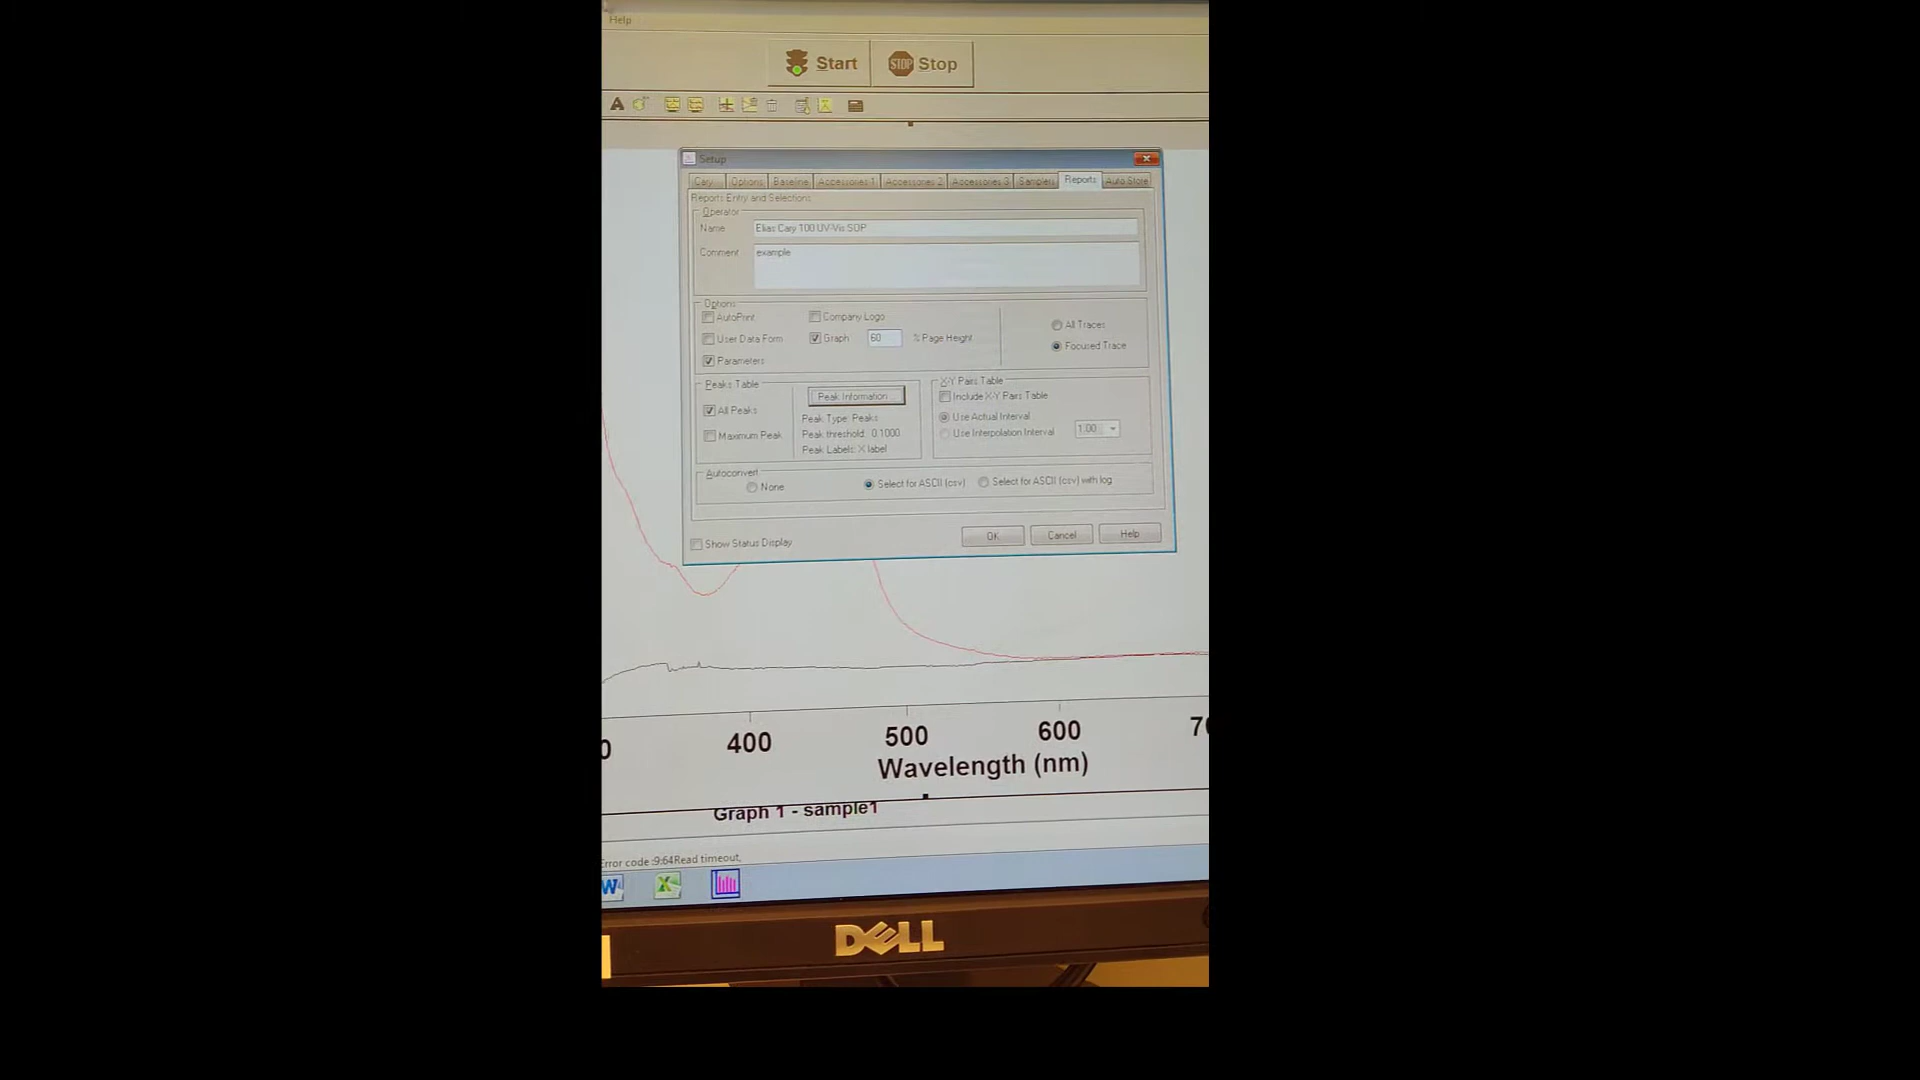 Help
Start
STOP Stop
A
Setup
Cary Options Baseline Accessories 1 Accessories 2 Accessories 3 Samplers Reports Auto Store
Reports Entry and Selections
Operator
Name Elias Cary 100 UV-Vis SOP
Comment example
Options
AutoPrint Company Logo All Traces
User Data Form Graph 60 % Page Height Focused Trace
Parameters
Peaks Table Peak Information... X-Y Pairs Table
All Peaks Include X-Y Pairs Table
Peak Type: Peaks Use Actual Interval
Maximum Peak Peak threshold: 0.1000 Use Interpolation Interval 1.00
Peak Labels: X label
Autoconvert
None Select for ASCII (csv) Select for ASCII (csv) with log
Show Status Display OK Cancel Help
0 400 500 600 70
Wavelength (nm)
Graph 1 - sample1
Error code :9:64Read timeout,
W X
DELL